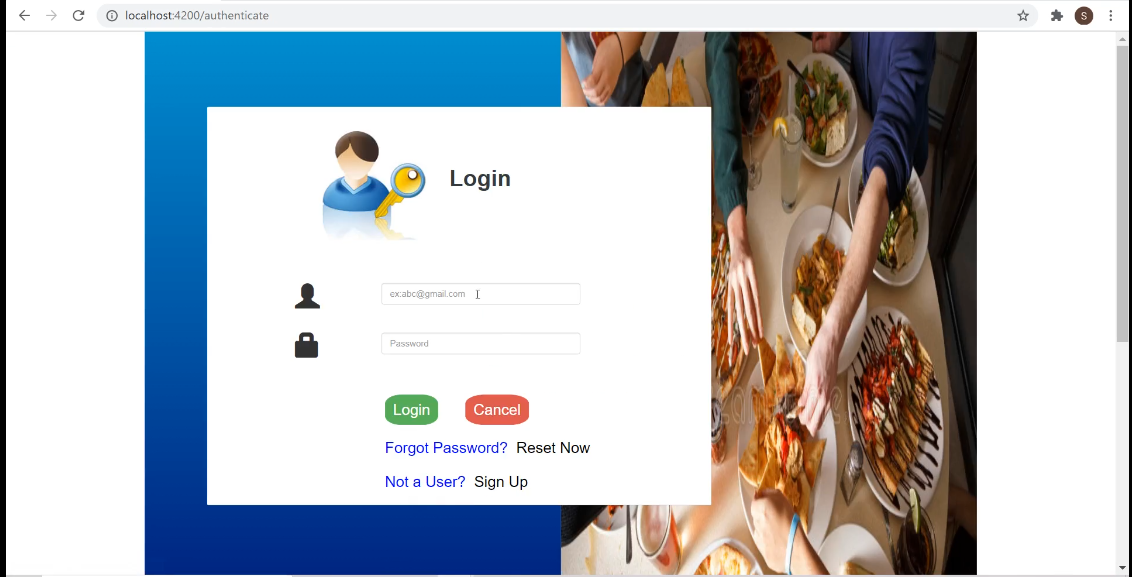 localhost:4200/authenticate
S
Login
ex:abc@gmail.com
Password
Login Cancel
Forgot Password? Reset Now
Not a User? Sign Up